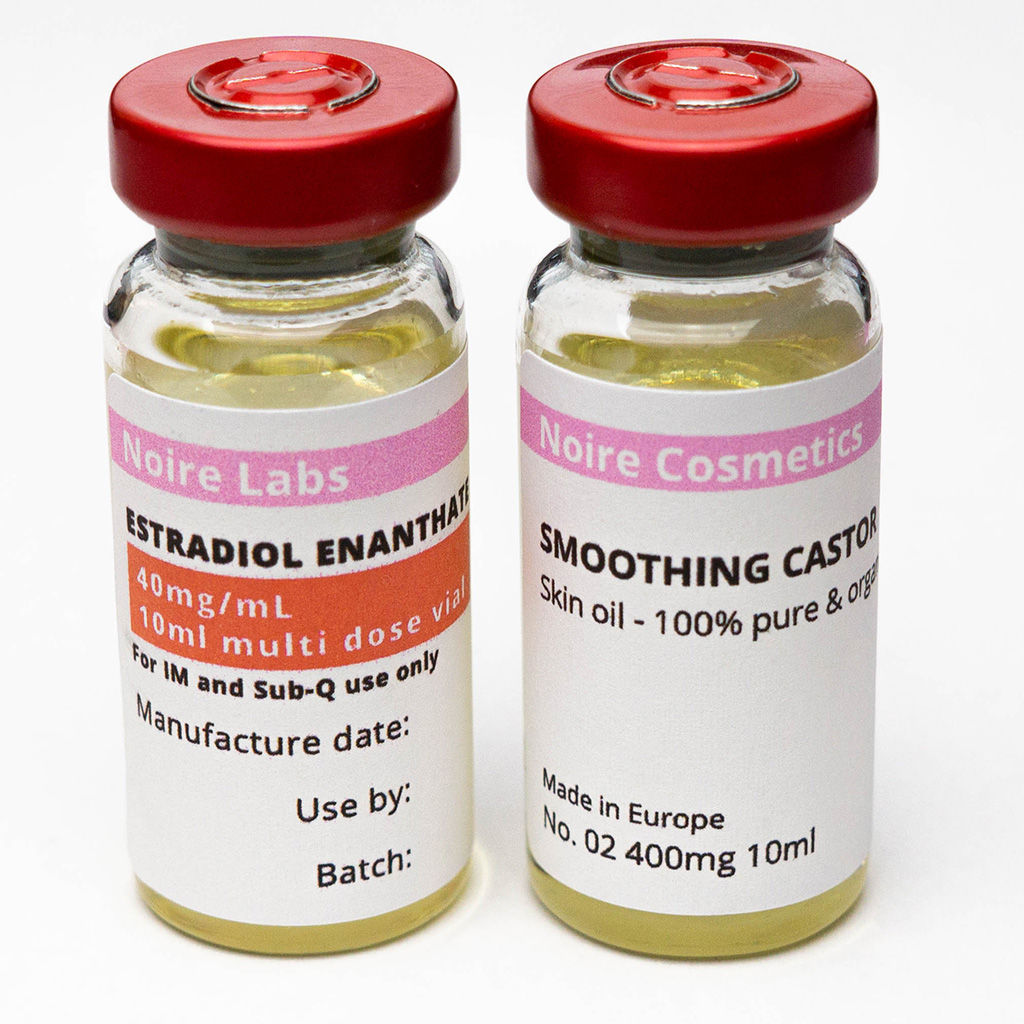 Noire Labs
ESTRADIOL ENANTHATE
40mg/mL
10ml multi dose vial
For IM and Sub-Q use only
Manufacture date:
Use by:
Batch:
Noire Cosmetics
SMOOTHING CASTOR
Skin oil - 100% pure &
Made in Europe
No. 02 400mg 10ml